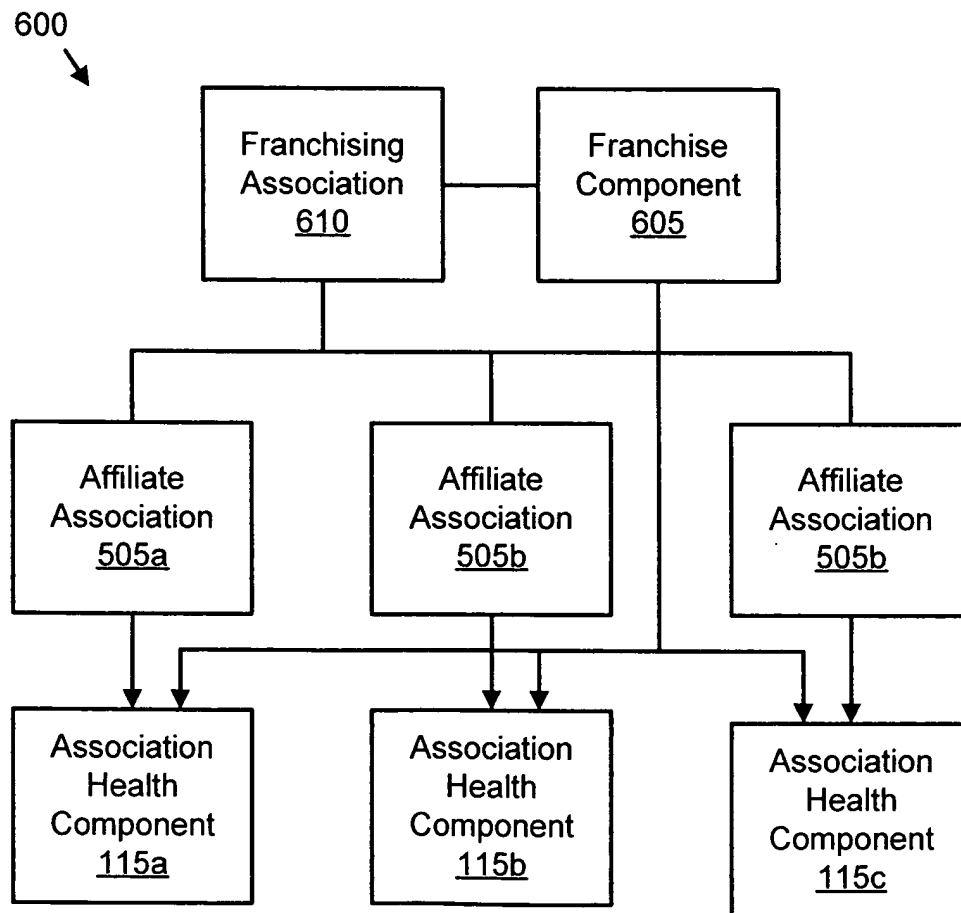 600
Franchising
Association
610
Franchise
Component
605
Affiliate
Association
505a
Affiliate
Association
505b
Affiliate
Association
505b
Association
Health
Component
115a
Association
Health
Component
115b
Association
Health
Component
115c